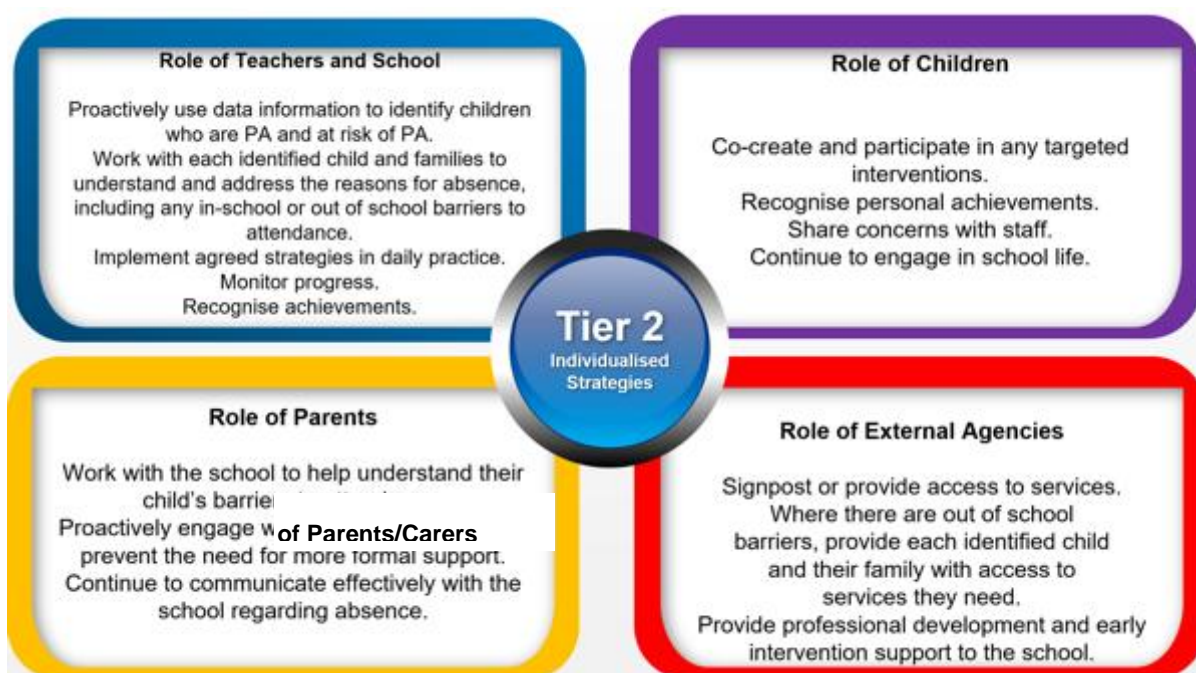 Role of Teachers and School
Proactively use data information to identify children
who are PA and at risk of PA.
Work with each identified child and families to
understand and address the reasons for absence,
including any in-school or out of school barriers to
attendance.
Implement agreed strategies in daily practice.
Monitor progress.
Recognise achievements.
Role of Children
Co-create and participate in any targeted
interventions.
Recognise personal achievements.
Share concerns with staff.
Continue to engage in school life.
Tier 2
Individualised
Strategies
Role of Parents
Work with the school to help understand their
child's
Proactively engage
of Parents/Carers
prevent the need for more formal support.
Continue to communicate effectively with the
school regarding absence.
Role of External Agencies
Signpost or provide access to services.
Where there are out of school
barriers, provide each identified child
and their family with access to
services they need.
Provide professional development and early
intervention support to the school.